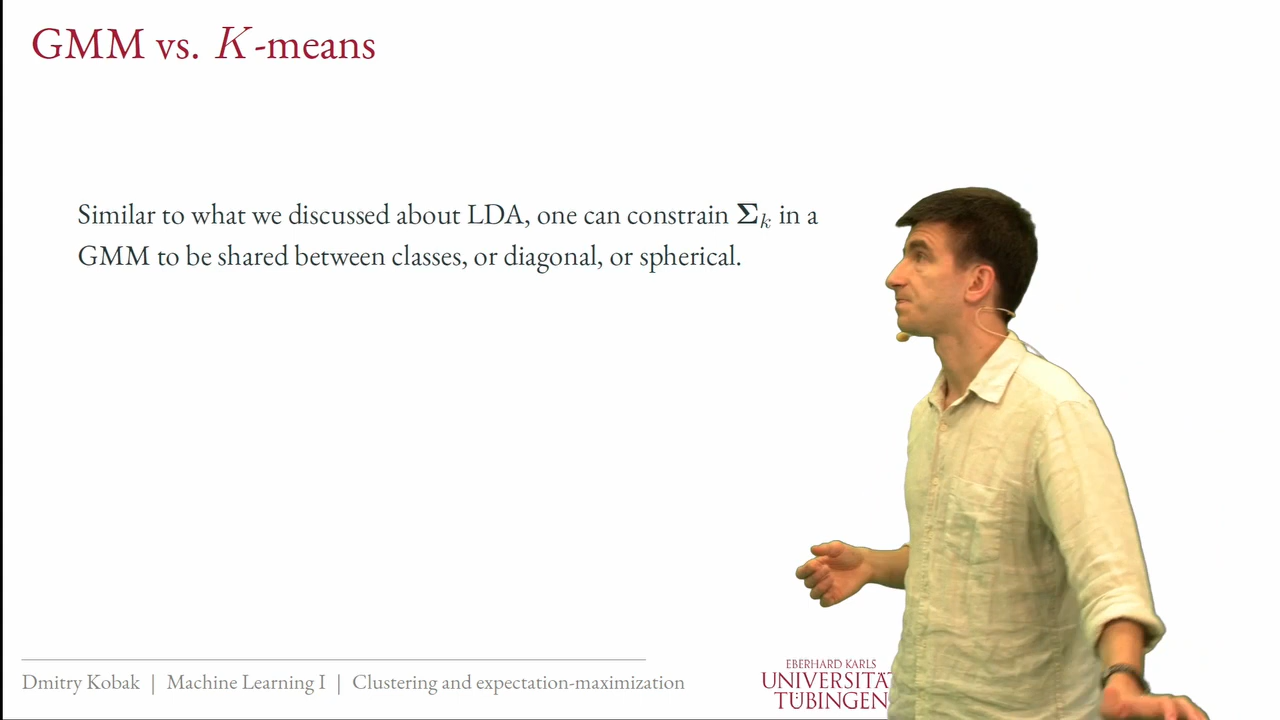 GMM vs. K-means
Similar to what we discussed about LDA, one can constrain Σₖ in a
GMM to be shared between classes, or diagonal, or spherical.
Dmitry Kobak | Machine Learning I | Clustering and expectation-maximization
EBERHARD KARLS
UNIVERSITÄT
TÜBINGEN